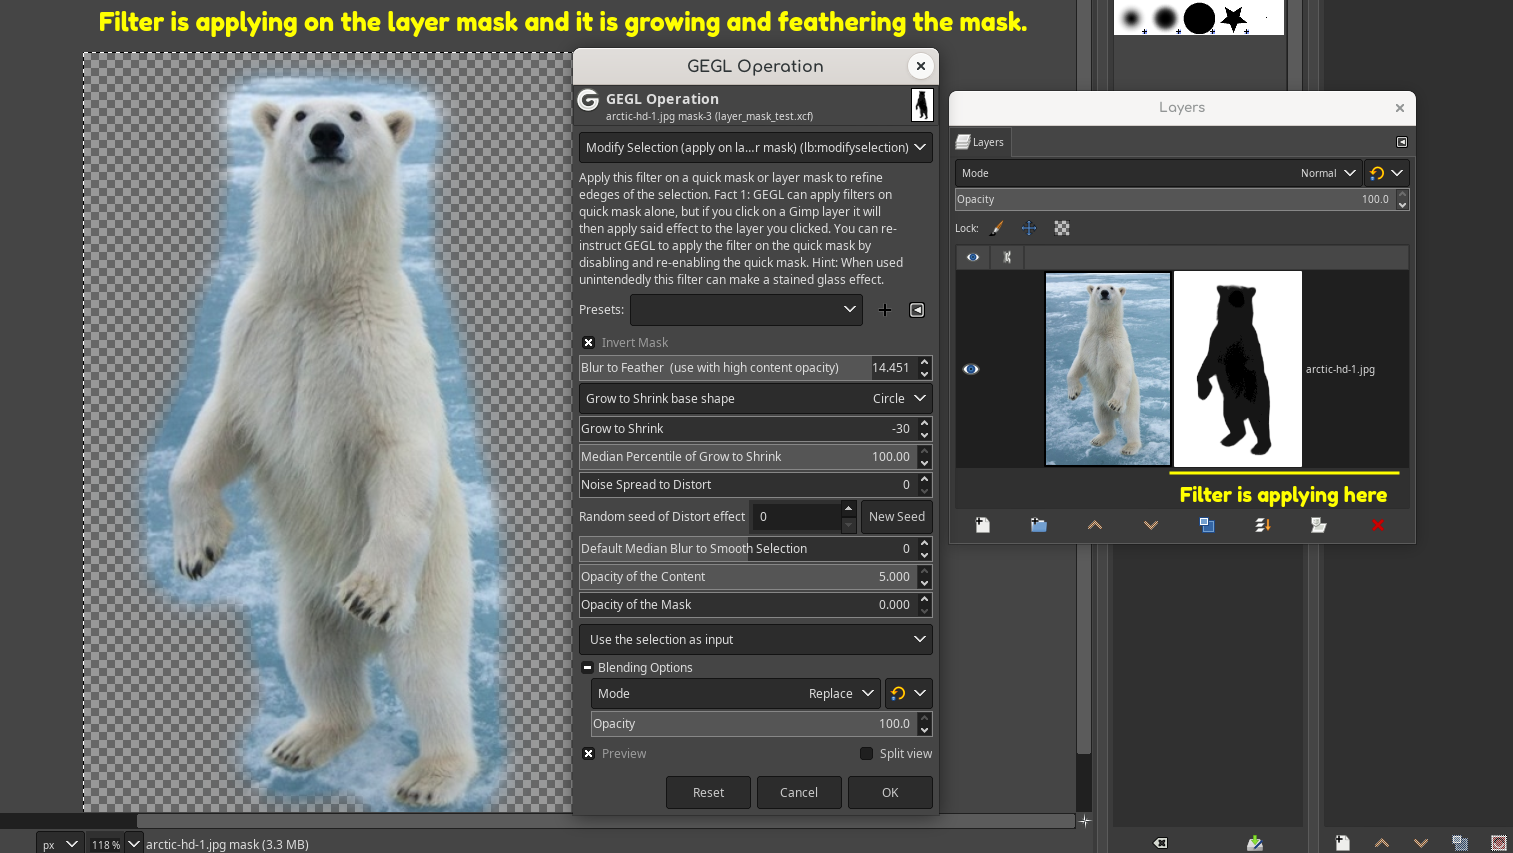 Filter is applying on the layer mask and it is growing and feathering the mask.
GEGL Operation
GEGL Operation
arctic-hd-1.jpg mask-3 (layer_mask_test.xcf)
Modify Selection (apply on la...r mask) (lb:modifyselection)
Apply this filter on a quick mask or layer mask to refine
edeges of the selection. Fact 1: GEGL can apply filters on
quick mask alone, but if you click on a Gimp layer it will
then apply said effect to the layer you clicked. You can re-
instruct GEGL to apply the filter on the quick mask by
disabling and re-enabling the quick mask. Hint: When used
unintendedly this filter can make a stained glass effect.
Presets:
Invert Mask
Blur to Feather  (use with high content opacity) 14.451
Grow to Shrink base shape Circle
Grow to Shrink -30
Median Percentile of Grow to Shrink 100.00
Noise Spread to Distort 0
Random seed of Distort effect 0 New Seed
Default Median Blur to Smooth Selection 0
Opacity of the Content 5.000
Opacity of the Mask 0.000
Use the selection as input
Blending Options
Mode Replace
Opacity 100.0
Preview Split view
Reset Cancel OK
Layers
Layers
Mode Normal
Opacity 100.0
Lock:
arctic-hd-1.jpg
Filter is applying here
px 118 % arctic-hd-1.jpg mask (3.3 MB)